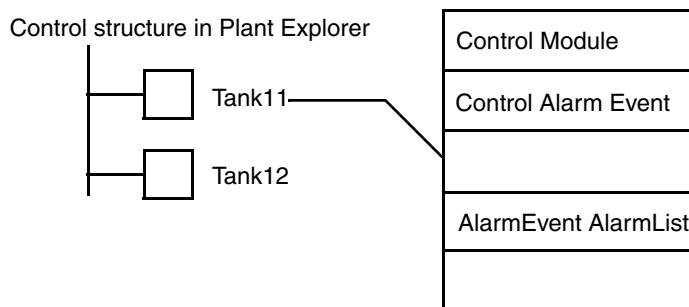 Control structure in Plant Explorer
Tank11
Tank12
Control Module
Control Alarm Event
AlarmEvent AlarmList